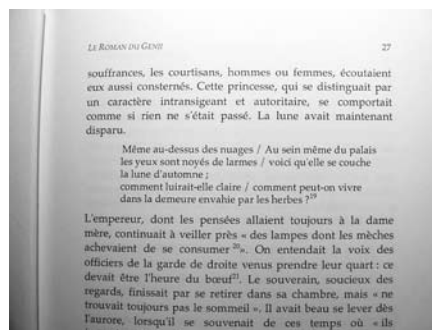 LE ROMAN DU GENJI 27
souffrances, les courtisans, hommes ou femmes, écoutaient
eux aussi consternés. Cette princesse, qui se distinguait par
un caractère intransigeant et autoritaire, se comportait
comme si rien ne s'était passé. La lune avait maintenant
disparu.
Même au-dessus des nuages / Au sein même du palais
les yeux sont noyés de larmes / voici qu'elle se couche
la lune d'automne ;
comment luirait-elle claire / comment peut-on vivre
dans la demeure envahie par les herbes ?19
L'empereur, dont les pensées allaient toujours à la dame
mère, continuait à veiller près « des lampes dont les mèches
achevaient de se consumer 20». On entendait la voix des
officiers de la garde de droite venus prendre leur quart : ce
devait être l'heure du bœuf21. Le souverain, soucieux des
regards, finissait par se retirer dans sa chambre, mais « ne
trouvait toujours pas le sommeil ». Il avait beau se lever dès
l'aurore, lorsqu'il se souvenait de ces temps où « ils